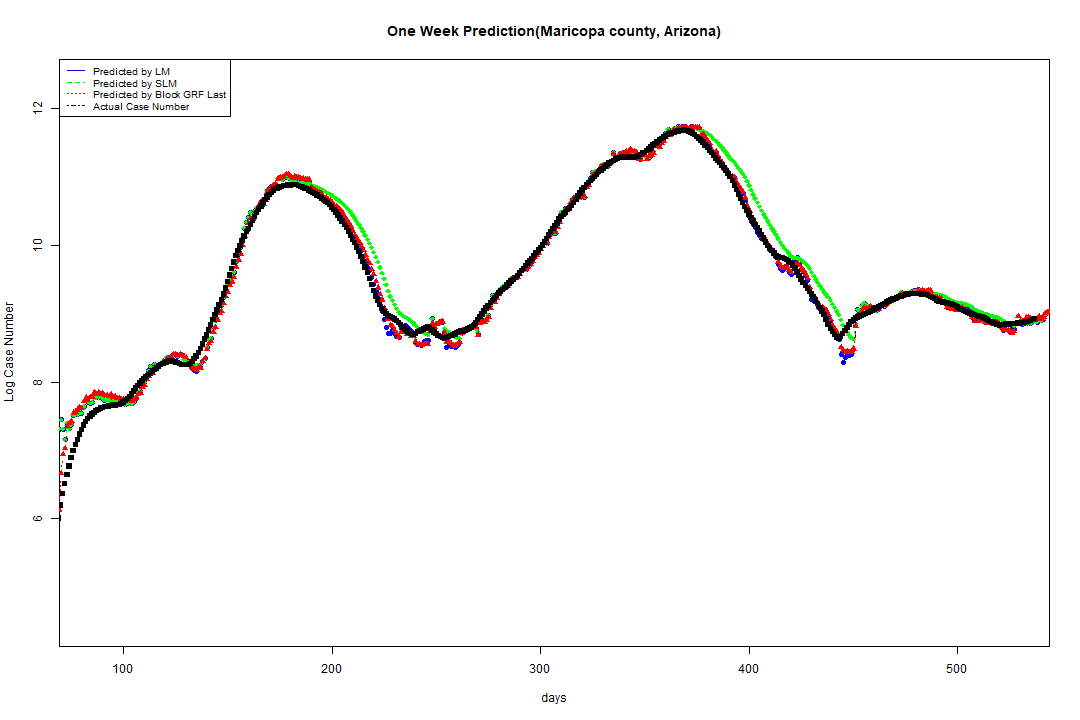 One Week Prediction(Maricopa county, Arizona)
Predicted by LM
Predicted by SLM
Predicted by Block GRF Last
Actual Case Number
Log Case Number
12
10
8
6
100
200
300
400
500
days